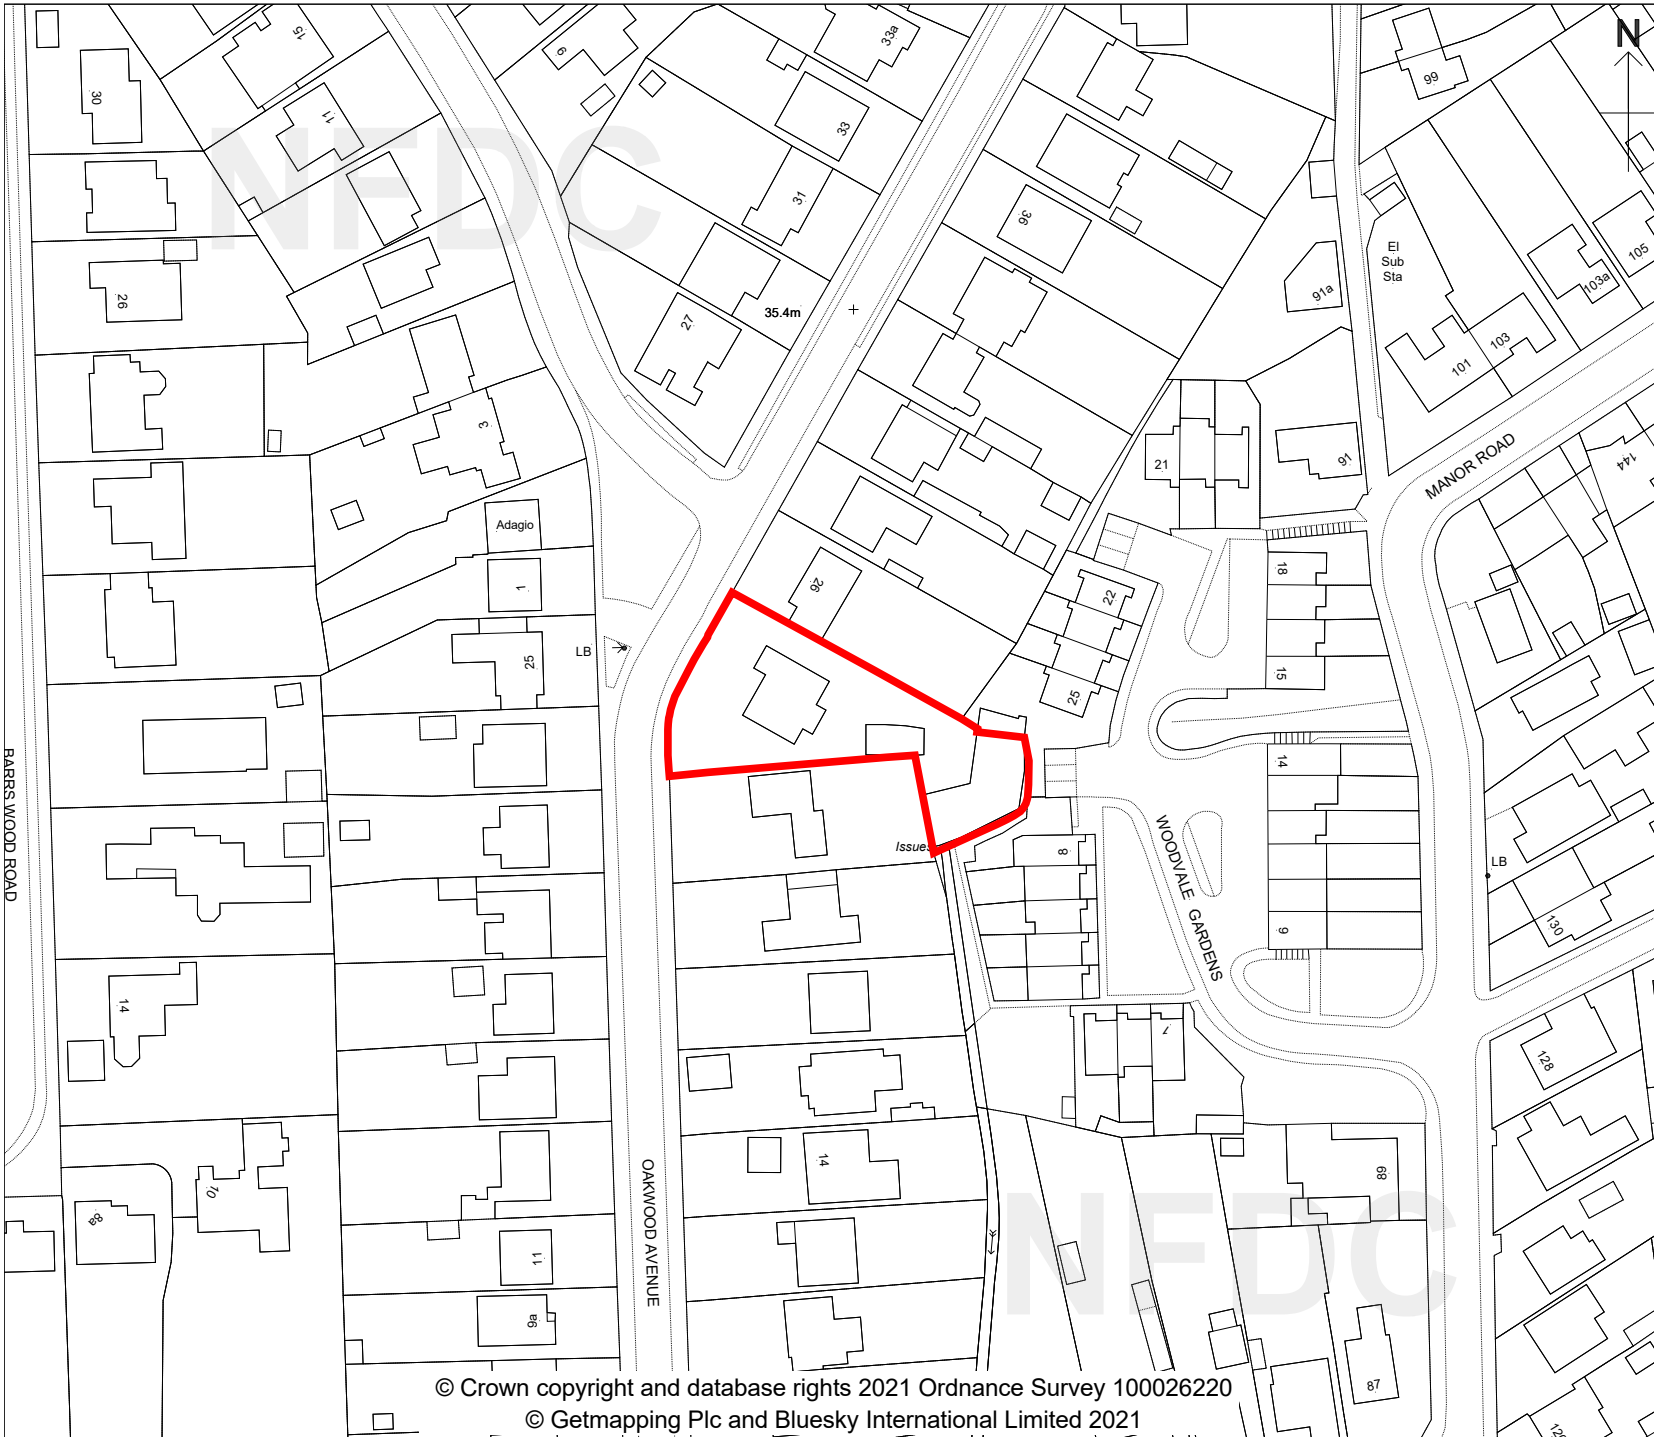 N
NFDC
30
15
11
9
33a
33
31
36
99
105
103a
103
101
El
Sub
Sta
91a
26
27
35.4m
3
21
91
MANOR ROAD
144
Adagio
1
26
22
18
LB
25
25
15
14
BARRS WOOD ROAD
Issues
8
WOODVALE GARDENS
LB
130
9
14
7
128
14
OAKWOOD AVENUE
89
10
8a
11
9a
87
NFDC
© Crown copyright and database rights 2021 Ordnance Survey 100026220
© Getmapping Plc and Bluesky International Limited 2021